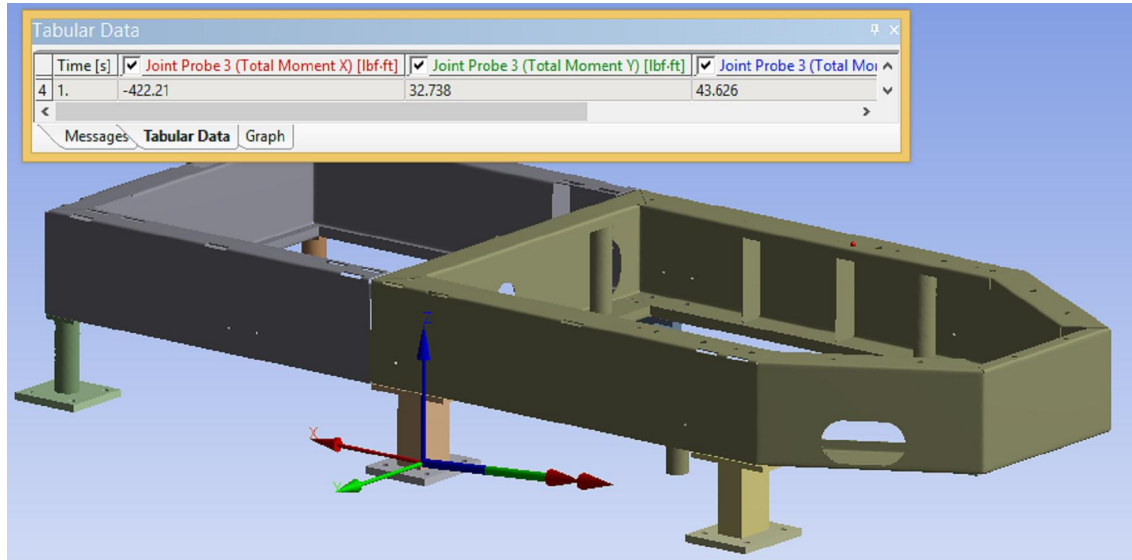 Tabular Data
Time [s] Joint Probe 3 (Total Moment X) [lbf·ft] Joint Probe 3 (Total Moment Y) [lbf·ft] Joint Probe 3 (Total Mo
4 1. -422.21 32.738 43.626
Messages Tabular Data Graph
Z
X
Y